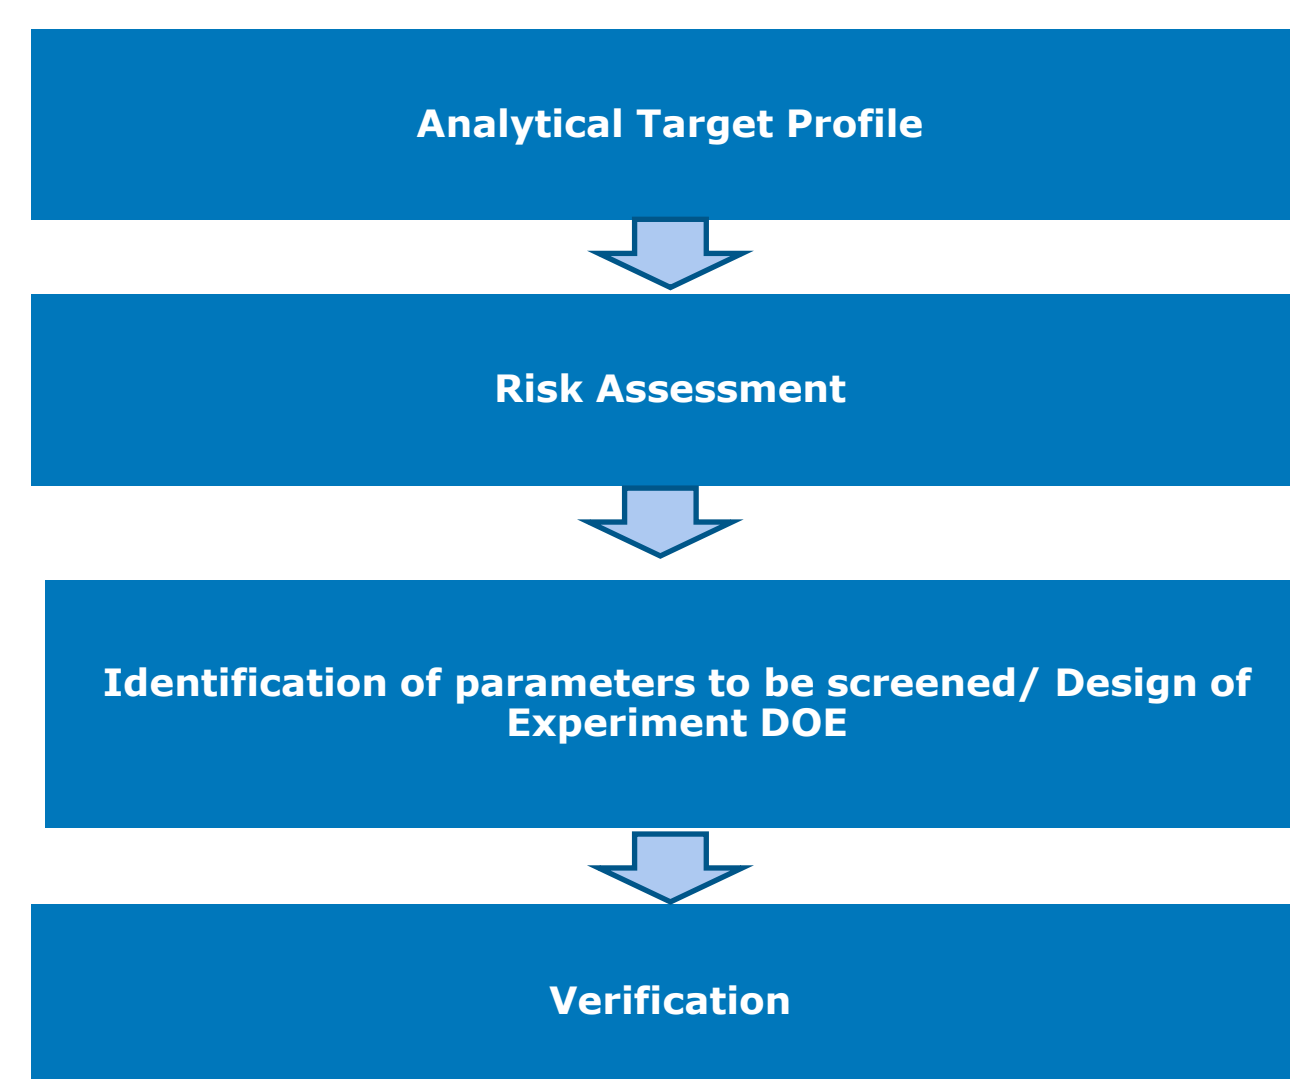 Analytical Target Profile
Risk Assessment
Identification of parameters to be screened/ Design of
Experiment DOE
Verification